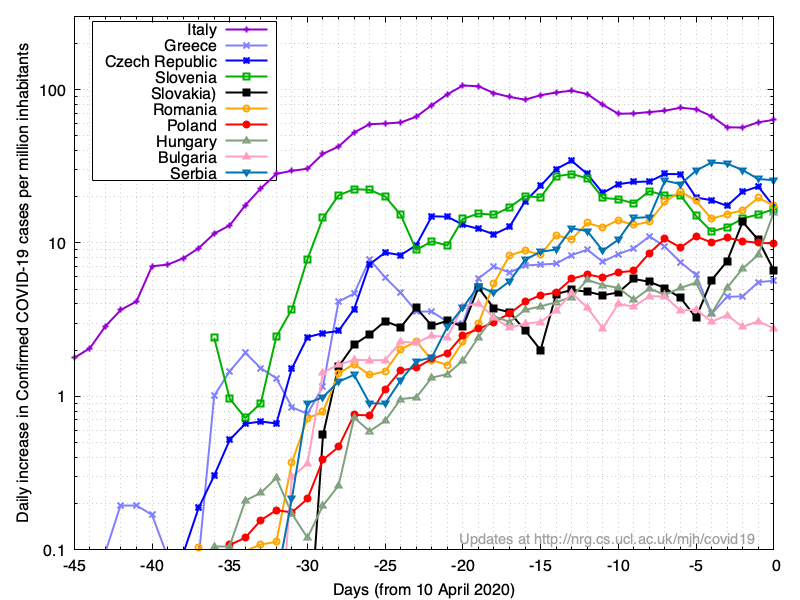 Italy
Greece
Czech Republic
Slovenia
Slovakia)
Romania
Poland
Hungary
Bulgaria
Serbia
100
10
1
0.1
Daily increase in Confirmed COVID-19 cases per million inhabitants
Updates at http://nrg.cs.ucl.ac.uk/mjh/covid19
-45 -40 -35 -30 -25 -20 -15 -10 -5 0
Days (from 10 April 2020)